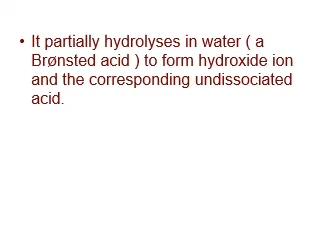 • It partially hydrolyses in water ( a
Brønsted acid ) to form hydroxide ion
and the corresponding undissociated
acid.